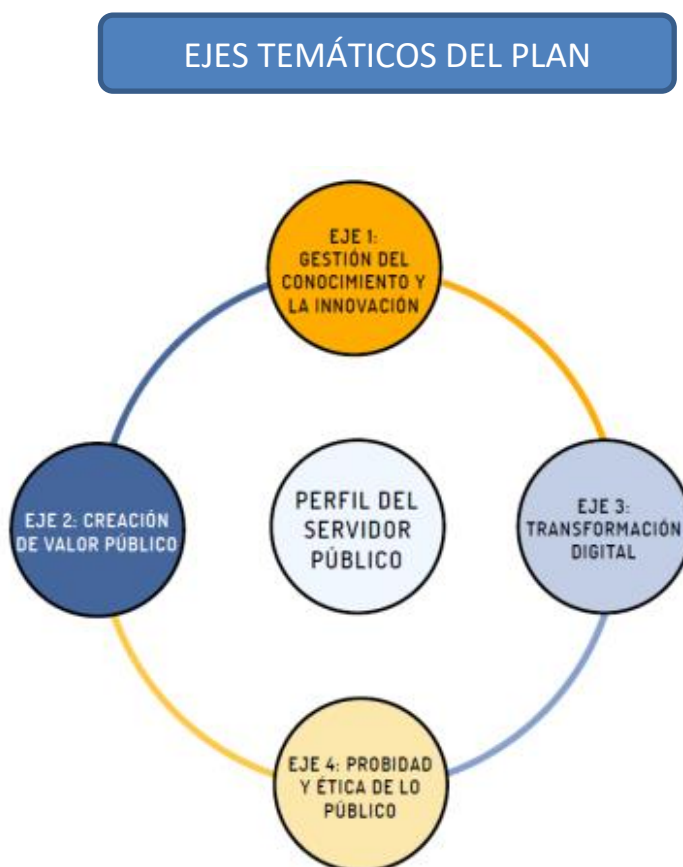 EJES TEMÁTICOS DEL PLAN
EJE 1:
GESTIÓN DEL
CONOCIMIENTO Y
LA INNOVACIÓN
EJE 2: CREACIÓN
DE VALOR PÚBLICO
PERFIL DEL
SERVIDOR
PÚBLICO
EJE 3:
TRANSFORMACIÓN
DIGITAL
EJE 4: PROBIDAD
Y ÉTICA DE LO
PÚBLICO